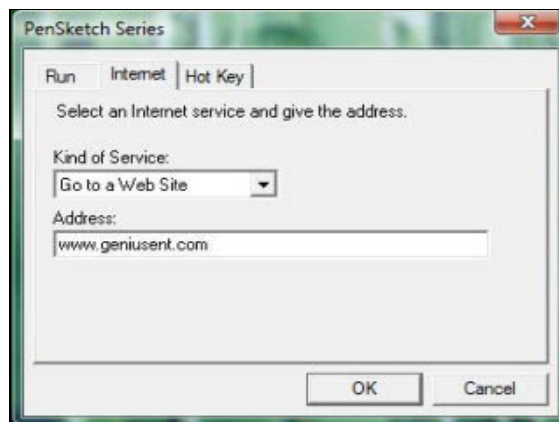 PenSketch Series
Run Internet Hot Key
Select an Internet service and give the address.
Kind of Service:
Go to a Web Site
Address:
www.geniusent.com
OK Cancel